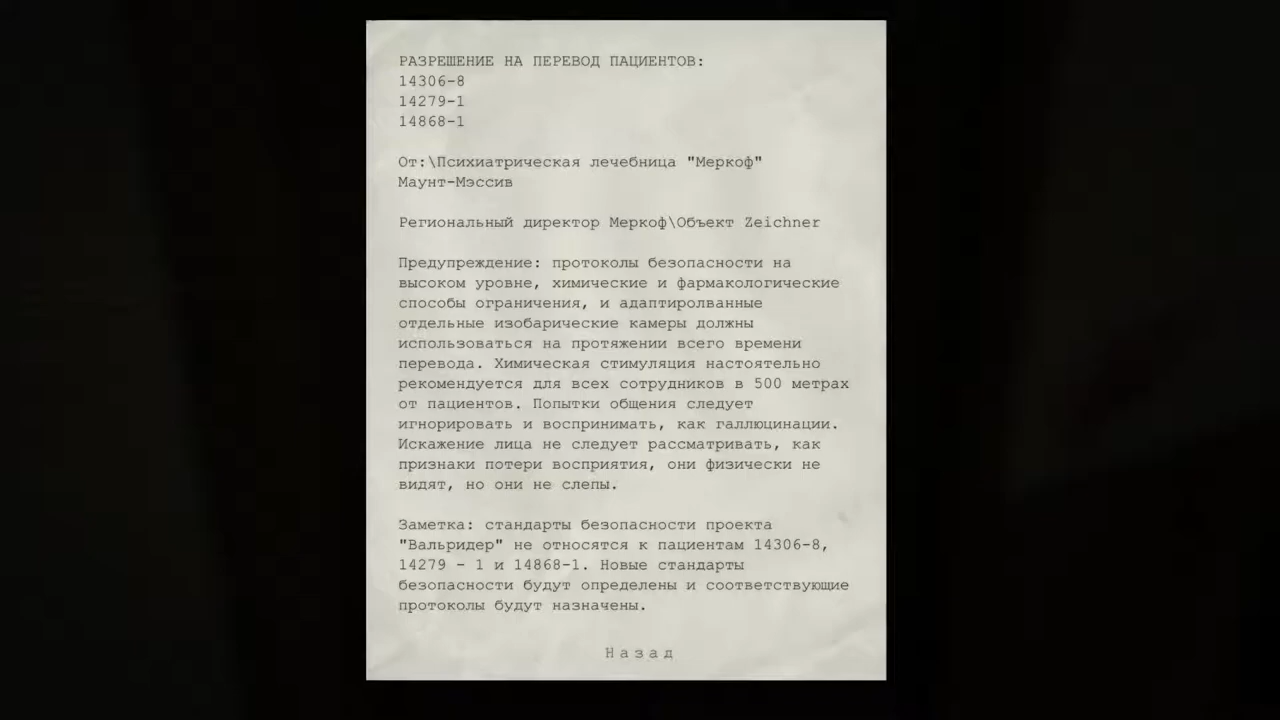 РАЗРЕШЕНИЕ НА ПЕРЕВОД ПАЦИЕНТОВ:
14306-8
14279-1
14868-1
От:\Психиатрическая лечебница "Меркоф"
Маунт-Мэссив
Региональный директор Меркоф\Объект Zeichner
Предупреждение: протоколы безопасности на
высоком уровне, химические и фармакологические
способы ограничения, и адаптиролванные
отдельные изобарические камеры должны
использоваться на протяжении всего времени
перевода. Химическая стимуляция настоятельно
рекомендуется для всех сотрудников в 500 метрах
от пациентов. Попытки общения следует
игнорировать и воспринимать, как галлюцинации.
Искажение лица не следует рассматривать, как
признаки потери восприятия, они физически не
видят, но они не слепы.
Заметка: стандарты безопасности проекта
"Вальридер" не относятся к пациентам 14306-8,
14279 - 1 и 14868-1. Новые стандарты
безопасности будут определены и соответствующие
протоколы будут назначены.
Назад